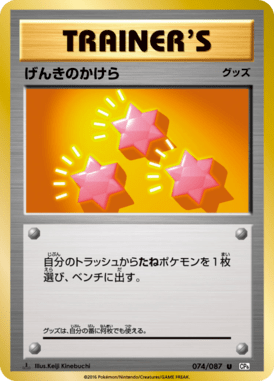 TRAINER'S
げんきのかけら
グッズ
自分のトラッシュからたねポケモンを1枚
選び、ベンチに出す。
グッズは、自分の番に何枚でも使える。
Illus.Keiji Kinebuchi
074/087 U CP6
©2016 Pokémon/Nintendo/Creatures/GAME FREAK.